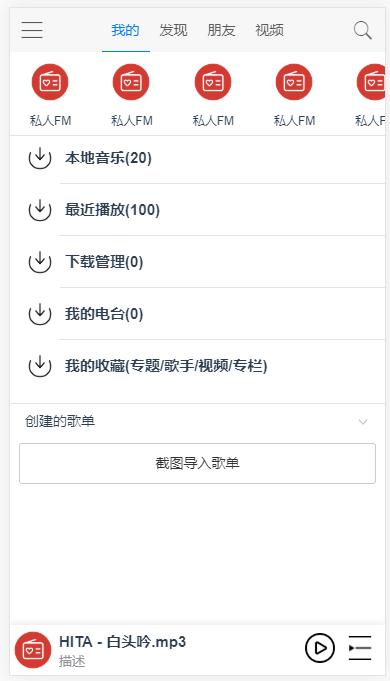 我的 发现 朋友 视频
私人FM 私人FM 私人FM 私人FM 私人FM
本地音乐(20)
最近播放(100)
下载管理(0)
我的电台(0)
我的收藏(专题/歌手/视频/专栏)
创建的歌单
截图导入歌单
HITA - 白头吟.mp3
描述